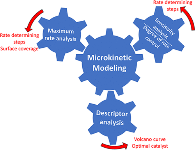 Rate determining
steps
Maximum
rate analysis
Sensitivity
analysis
Degree of rate
control
Rate determining
steps
Surface coverage
Microkinetic
Modeling
Descriptor
analysis
Volcano curve
Optimal catalyst